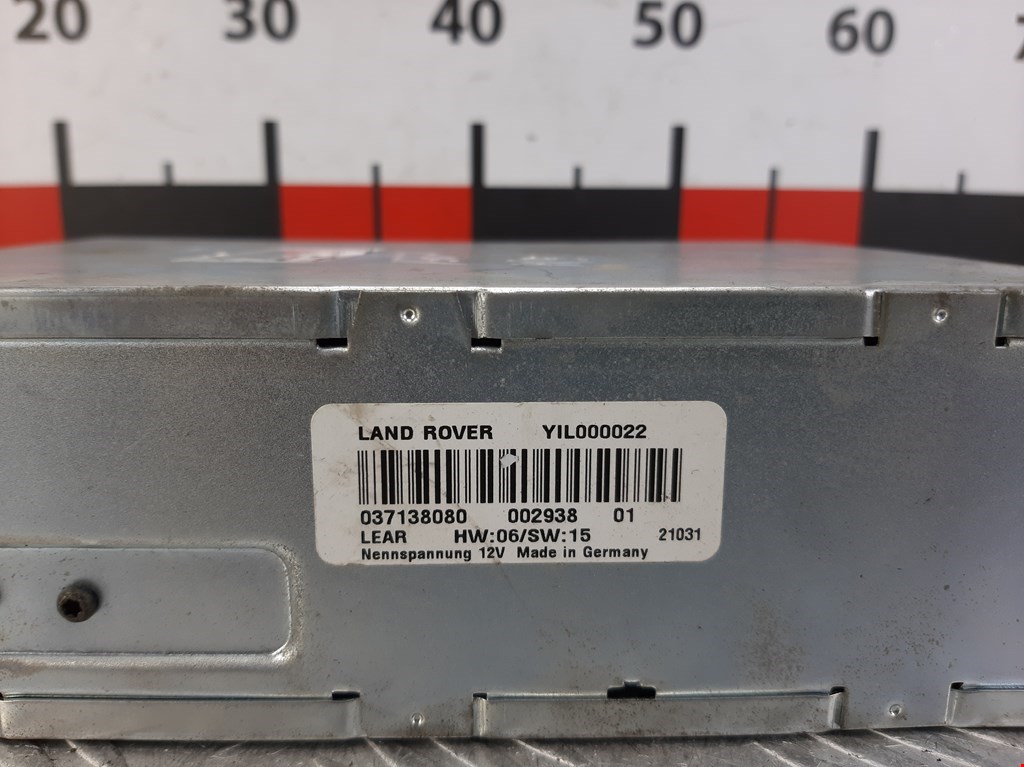 20 30 40 50 60
LAND ROVER YIL000022
037138080 002938 01
LEAR HW:06/SW:15 21031
Nennspannung 12V Made in Germany